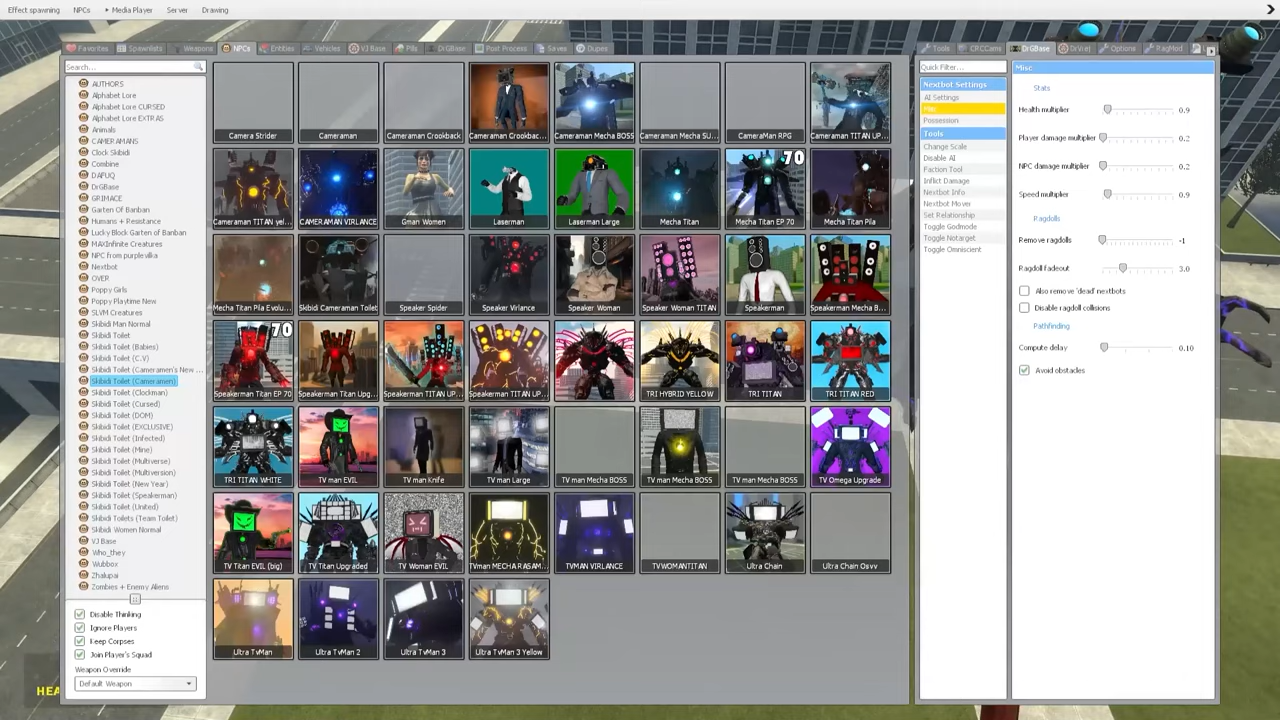 Effect spawning NPCs Media Player Server Drawing
Favorites Spawnlists Weapons NPCs Entities Vehicles VJ Base Pills DrGBase Post Process Saves Dupes
Search...
AUTHORS
Alphabet Lore
Alphabet Lore CURSED
Alphabet Lore EXTRAS
Animals
CAMERAMANS
Clock Skibidi
Combine
DAFUQ
DrGBase
GRIMACE
Garten Of Banban
Humans + Resistance
Lucky Block Garten of Banban
MAXInfinite Creatures
NPC from purplevilka
Nextbot
OVER
Poppy Girls
Poppy Playtime New
SLVM Creatures
Skibidi Man Normal
Skibidi Toilet
Skibidi Toilet (Babies)
Skibidi Toilet (C.V)
Skibidi Toilet (Cameramen's New ...
Skibidi Toilet (Cameramen)
Skibidi Toilet (Clockman)
Skibidi Toilet (Cursed)
Skibidi Toilet (DOM)
Skibidi Toilet (EXCLUSIVE)
Skibidi Toilet (Infected)
Skibidi Toilet (Mine)
Skibidi Toilet (Multiverse)
Skibidi Toilet (Multiversion)
Skibidi Toilet (New Year)
Skibidi Toilet (Speakerman)
Skibidi Toilet (United)
Skibidi Toilets (Team Toilet)
Skibidi Women Normal
VJ Base
Who_they
Wubbox
Zhalupai
Zombies + Enemy Aliens
Disable Thinking
Ignore Players
Keep Corpses
Join Player's Squad
Weapon Override
Default Weapon
Camera Strider Cameraman Cameraman Crookback Cameraman Crookbac... Cameraman Mecha BOSS Cameraman Mecha SU... CameraMan RPG Cameraman TITAN UP...
70
Cameraman TITAN yel... CAMERAMAN VIRLANCE Gman Women Laserman Laserman Large Mecha Titan Mecha Titan EP 70 Mecha Titan Pila
Mecha Titan Pila Evolu... Skibidi Cameraman Toilet Speaker Spider Speaker Virlance Speaker Woman Speaker Woman TITAN Speakerman Speakerman Mecha B...
70
Speakerman Titan EP 70 Speakerman Titan Upg... Speakerman TITAN UP... Speakerman TITAN UP... TRI HYBRID YELLOW TRI TITAN TRI TITAN RED
TRI TITAN WHITE TV man EVIL TV man Knife TV man Large TV man Mecha BOSS TV man Mecha BOSS TV man Mecha BOSS TV Omega Upgrade
TV Titan EVIL (big) TV Titan Upgraded TV Woman EVIL TVman MECHA RASAM... TVMAN VIRLANCE TVWOMANTITAN Ultra Chain Ultra Chain Osvv
Ultra TvMan Ultra TvMan 2 Ultra TvMan 3 Ultra TvMan 3 Yellow
Tools CRCCams DrGBase DrVrej Options RagMod
Quick Filter...
Nextbot Settings
AI Settings
Misc
Possession
Tools
Change Scale
Disable AI
Faction Tool
Inflict Damage
Nextbot Info
Nextbot Mover
Set Relationship
Toggle Godmode
Toggle Notarget
Toggle Omniscient
Misc
Stats
Health multiplier 0.9
Player damage multiplier 0.2
NPC damage multiplier 0.2
Speed multiplier 0.9
Ragdolls
Remove ragdolls -1
Ragdoll fadeout 3.0
Also remove 'dead' nextbots
Disable ragdoll collisions
Pathfinding
Compute delay 0.10
Avoid obstacles